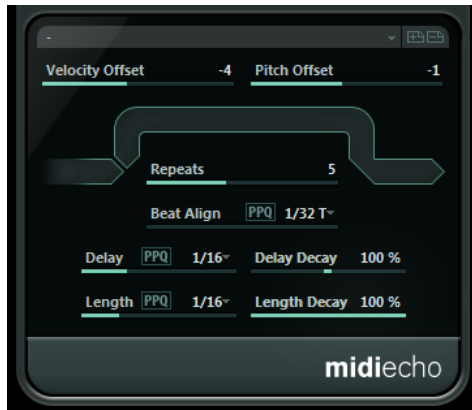 -
Velocity Offset -4 Pitch Offset -1
Repeats 5
Beat Align PPQ 1/32 T
Delay PPQ 1/16 Delay Decay 100 %
Length PPQ 1/16 Length Decay 100 %
midiecho